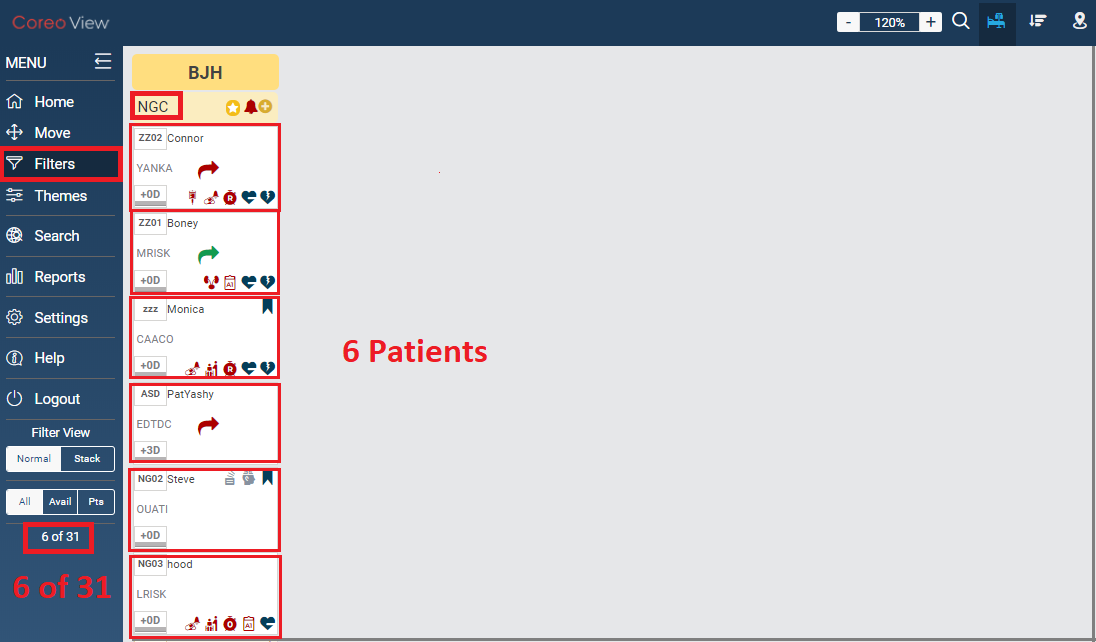 Coreo View
- 120% +
MENU
Home
Move
Filters
Themes
Search
Reports
Settings
Help
Logout
Filter View
Normal Stack
All Avail Pts
6 of 31
6 of 31
BJH
NGC
ZZ02 Connor
YANKA
+0D
R
ZZ01 Boney
MRISK
+0D
A1
zzz Monica
CAACO
+0D
R
ASD PatYashy
EDTDC
+3D
NG02 Steve
OUATI
+0D
NG03 hood
LRISK
+0D
O A1
6 Patients